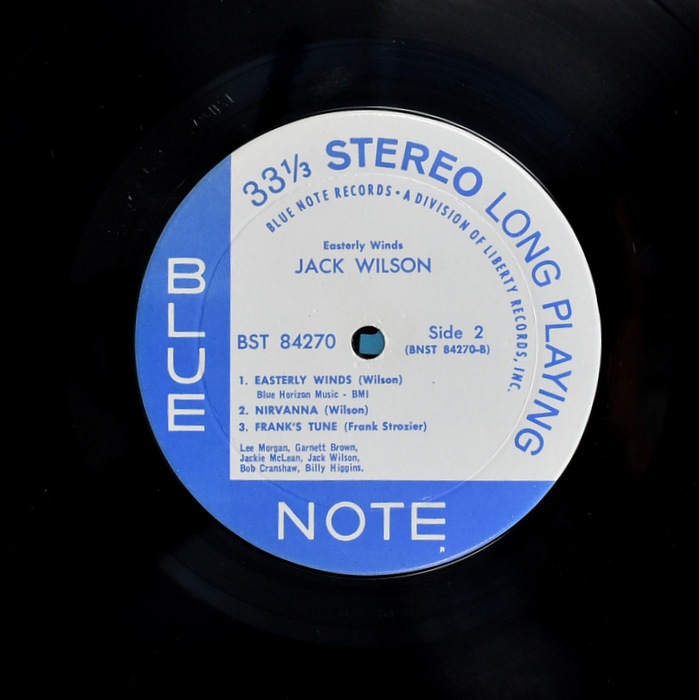 33⅓ STEREO LONG PLAYING
BLUE NOTE RECORDS • A DIVISION OF LIBERTY RECORDS, INC.
Easterly Winds
JACK WILSON
BST 84270
Side 2
(BNST 84270-B)
1. EASTERLY WINDS (Wilson)
Blue Horizon Music - BMI
2. NIRVANNA (Wilson)
3. FRANK'S TUNE (Frank Strozier)
Lee Morgan, Garnett Brown,
Jackie McLean, Jack Wilson,
Bob Cranshaw, Billy Higgins.
BLUE
NOTE
R